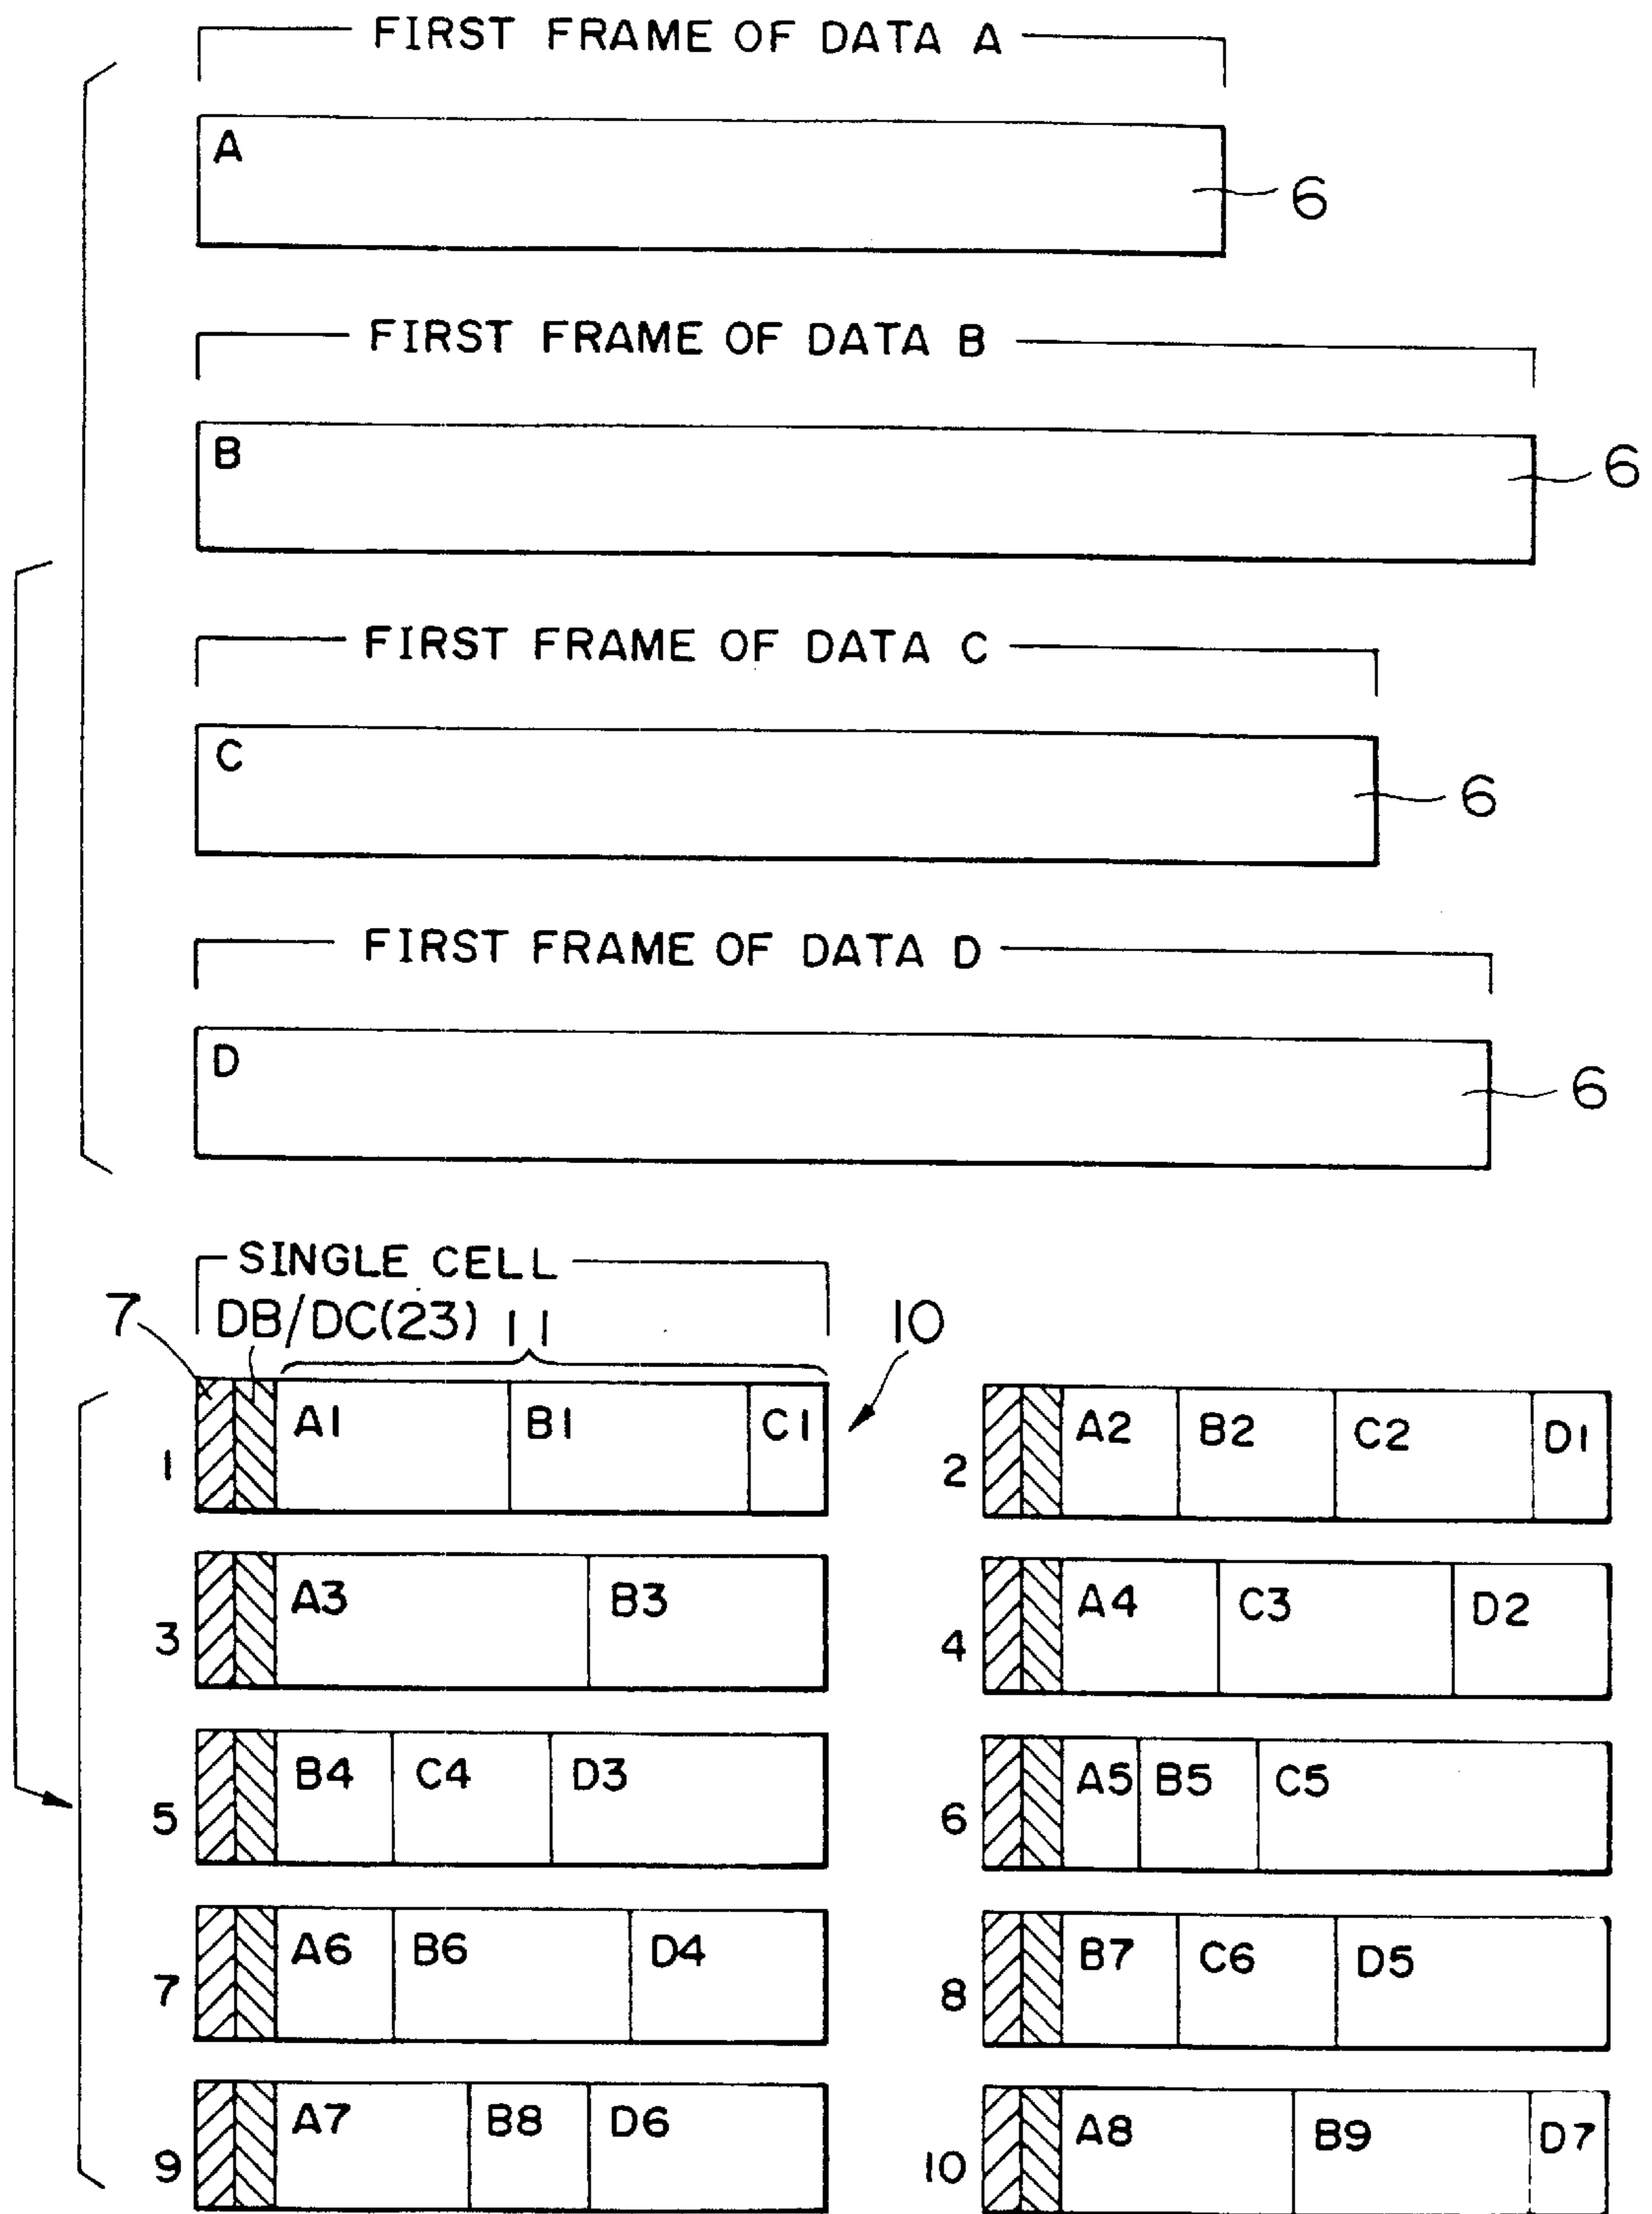 FIRST FRAME OF DATA A
A
6
FIRST FRAME OF DATA B
B
6
FIRST FRAME OF DATA C
C
6
FIRST FRAME OF DATA D
D
6
SINGLE CELL
7 DB/DC(23) 11 10
1 A1 B1 C1
2 A2 B2 C2 D1
3 A3 B3
4 A4 C3 D2
5 B4 C4 D3
6 A5 B5 C5
7 A6 B6 D4
8 B7 C6 D5
9 A7 B8 D6
10 A8 B9 D7